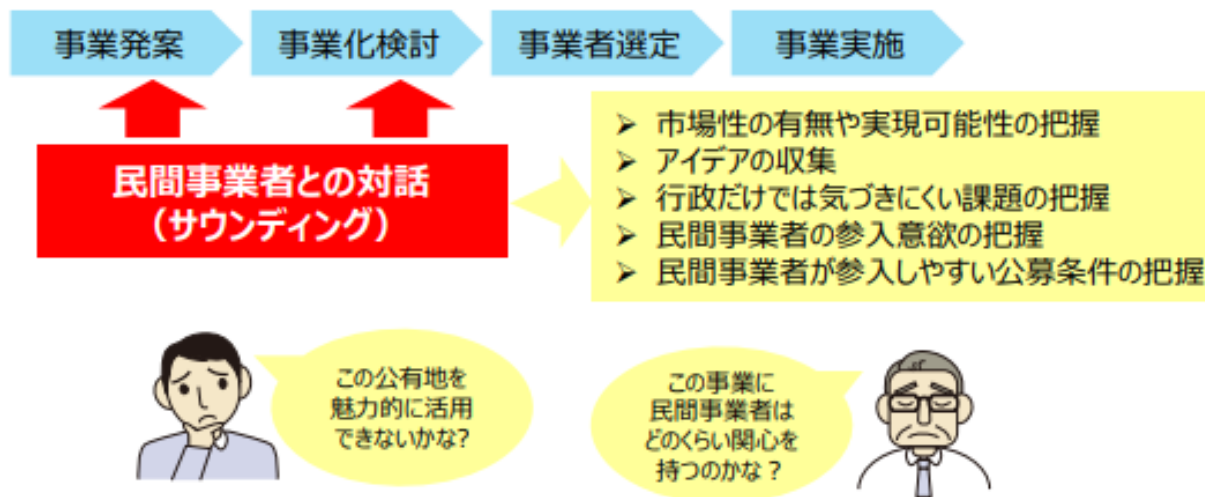 事業発案
事業化検討
事業者選定
事業実施
民間事業者との対話
（サウンディング）
➢ 市場性の有無や実現可能性の把握
➢ アイデアの収集
➢ 行政だけでは気づきにくい課題の把握
➢ 民間事業者の参入意欲の把握
➢ 民間事業者が参入しやすい公募条件の把握
この公有地を
魅力的に活用
できないかな?
この事業に
民間事業者は
どのくらい関心を
持つのかな？